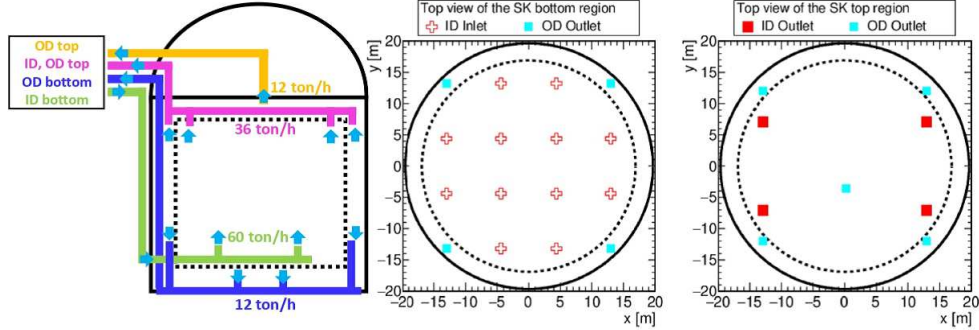 OD top
ID, OD top
OD bottom
ID bottom
12 ton/h
36 ton/h
60 ton/h
12 ton/h
Top view of the SK bottom region
ID Inlet
OD Outlet
y [m]
20
15
10
5
0
−5
−10
−15
−20
−20 −15 −10 −5 0 5 10 15 20
x [m]
Top view of the SK top region
ID Outlet
OD Outlet
y [m]
20
15
10
5
0
−5
−10
−15
−20
−20 −15 −10 −5 0 5 10 15 20
x [m]